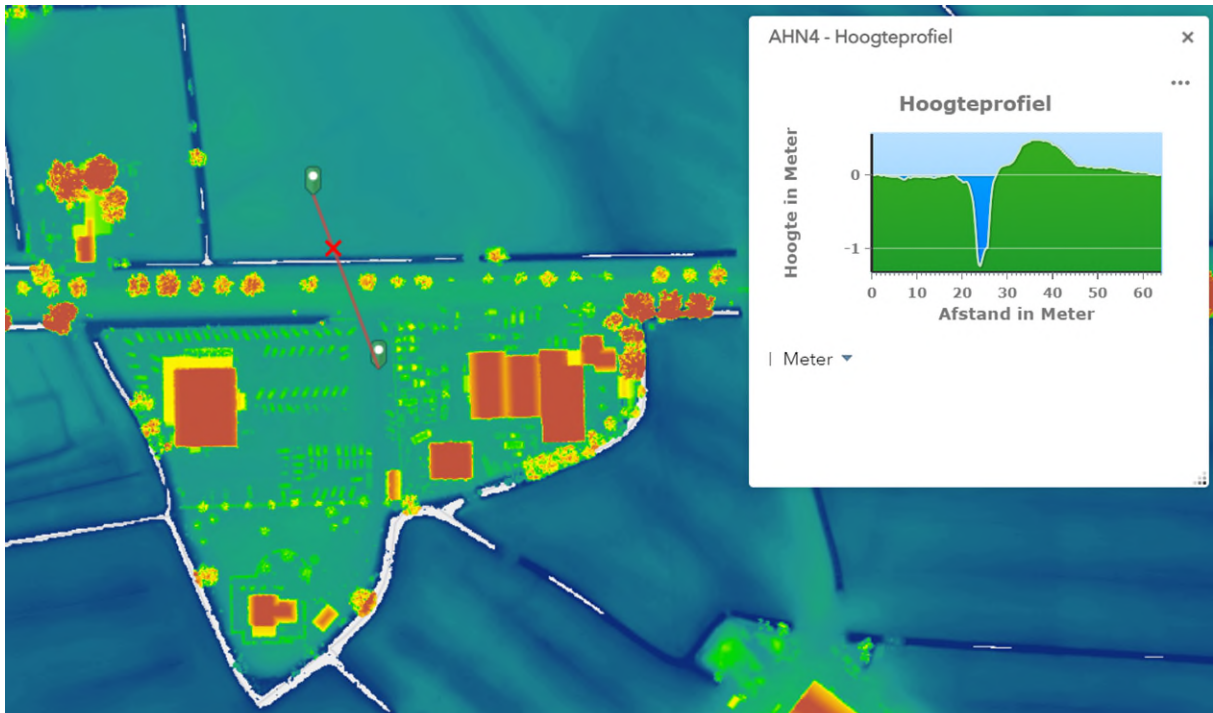 AHN4 - Hoogteprofiel
Hoogteprofiel
Hoogte in Meter
0
-1
0 10 20 30 40 50 60
Afstand in Meter
Meter